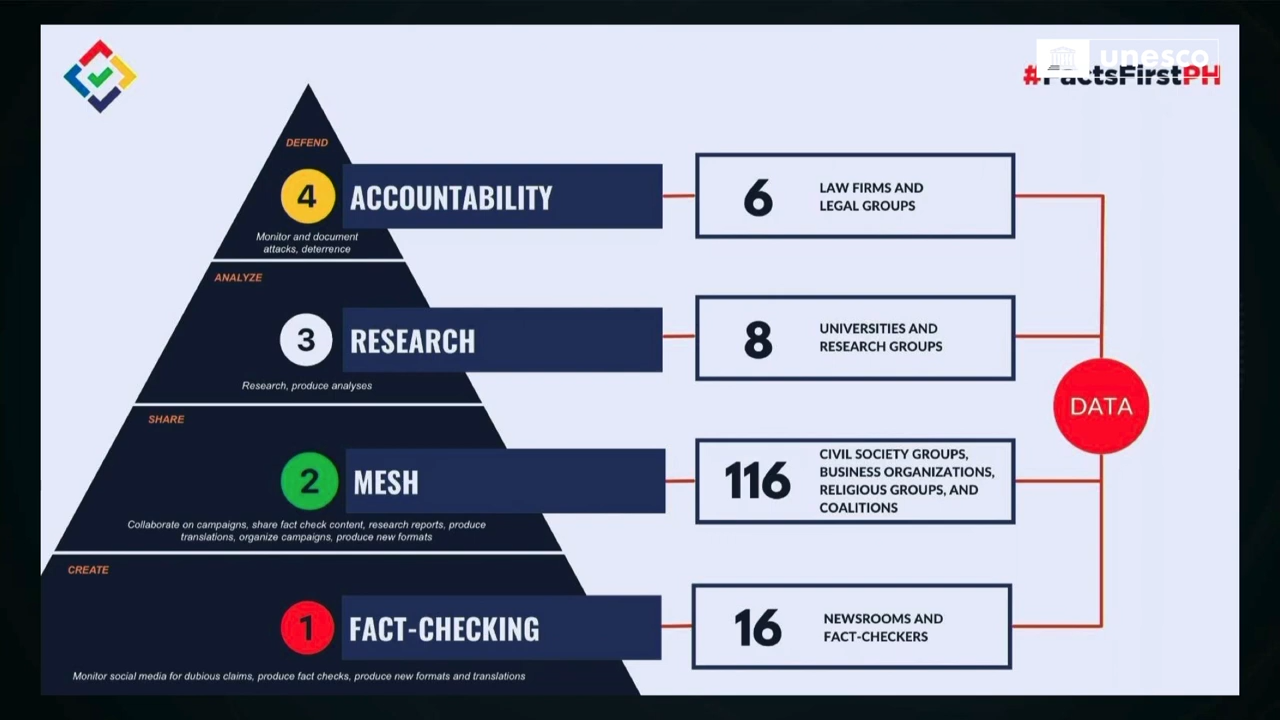 unesco
#FactsFirstPH
DEFEND
4
ACCOUNTABILITY
Monitor and document
attacks, deterrence
6
LAW FIRMS AND
LEGAL GROUPS
ANALYZE
3
RESEARCH
Research, produce analyses
8
UNIVERSITIES AND
RESEARCH GROUPS
DATA
SHARE
2
MESH
Collaborate on campaigns, share fact check content, research reports, produce
translations, organize campaigns, produce new formats
116
CIVIL SOCIETY GROUPS,
BUSINESS ORGANIZATIONS,
RELIGIOUS GROUPS, AND
COALITIONS
CREATE
1
FACT-CHECKING
Monitor social media for dubious claims, produce fact checks, produce new formats and translations
16
NEWSROOMS AND
FACT-CHECKERS